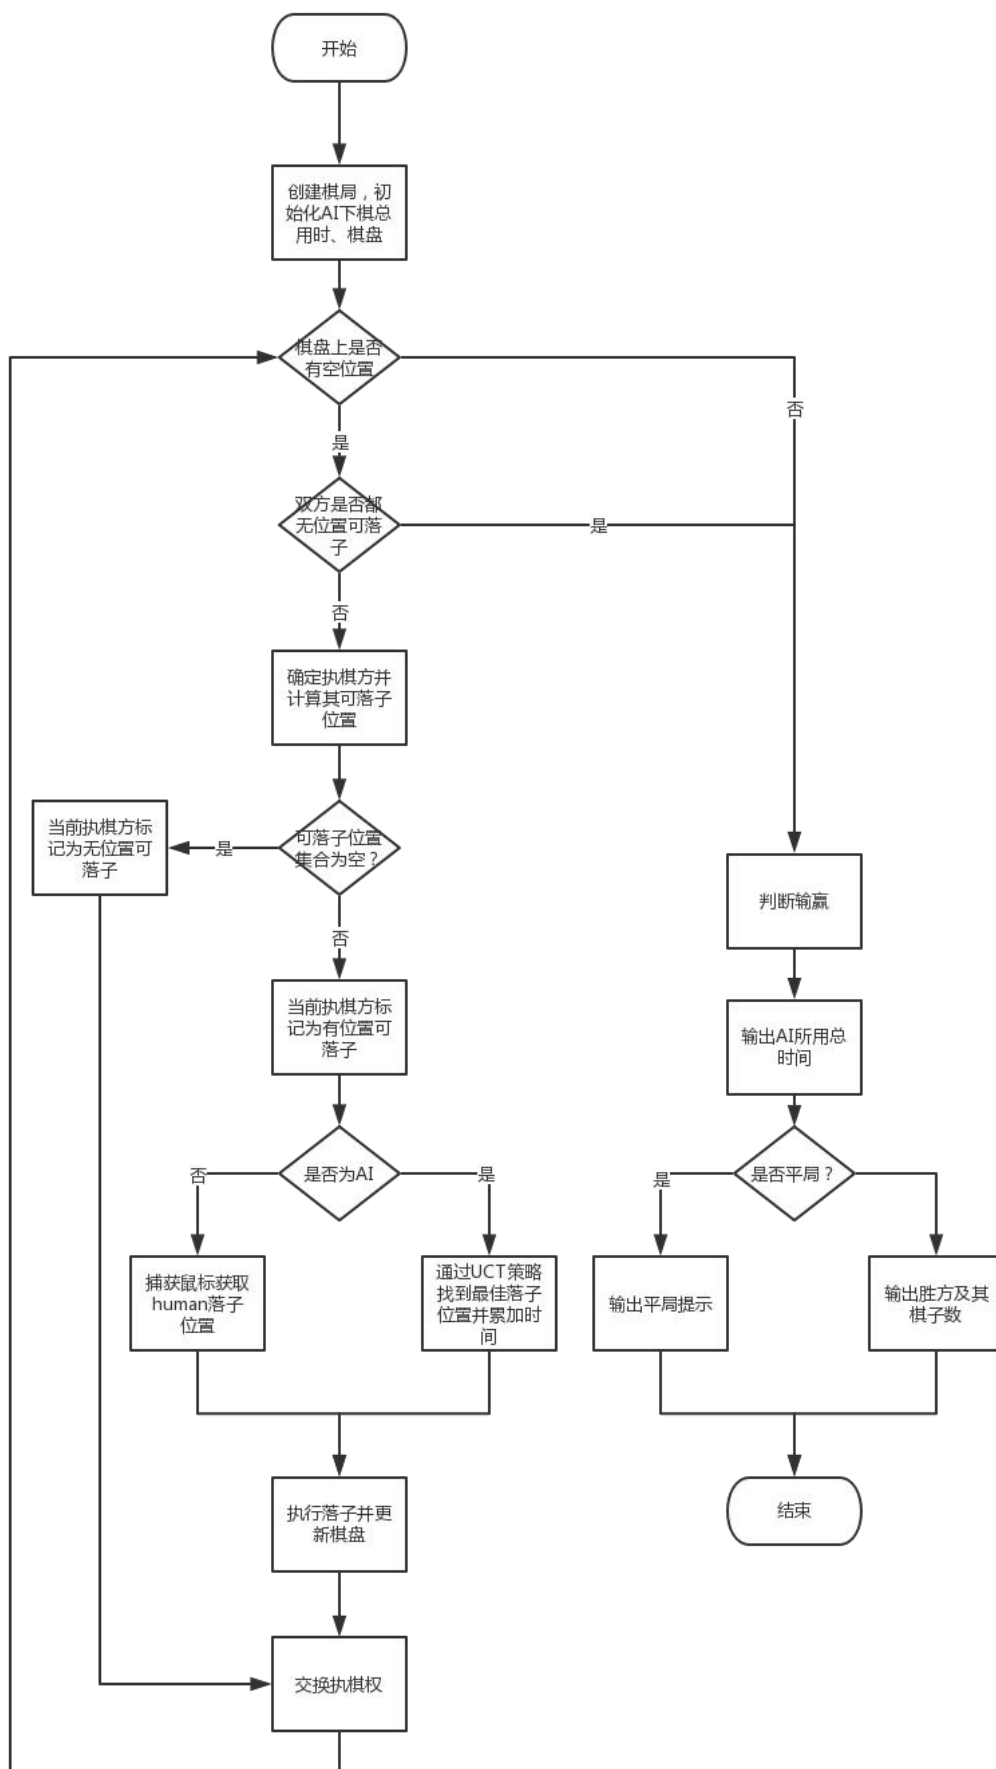 开始
创建棋局，初
始化AI下棋总
用时、棋盘
棋盘上是否
有空位置
否
是
双方是否都
无位置可落
子
是
否
确定执棋方并
计算其可落子
位置
可落子位置
集合为空？
是
当前执棋方标
记为无位置可
落子
否
当前执棋方标
记为有位置可
落子
是否为AI
否
是
捕获鼠标获取
human落子
位置
通过UCT策略
找到最佳落子
位置并累加时
间
执行落子并更
新棋盘
交换执棋权
判断输赢
输出AI所用总
时间
是否平局？
是
输出平局提示
输出胜方及其
棋子数
结束